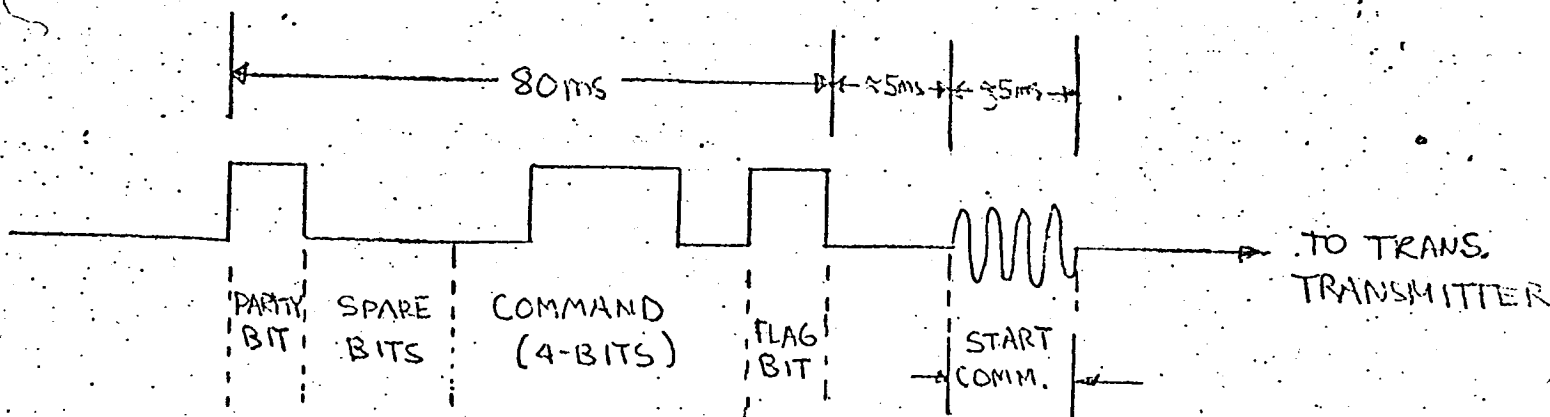 80ms
≈5ms
≈5ms
TO TRANS.
TRANSMITTER
PARITY
BIT
SPARE
BITS
COMMAND
(4-BITS)
FLAG
BIT
START
COMM.